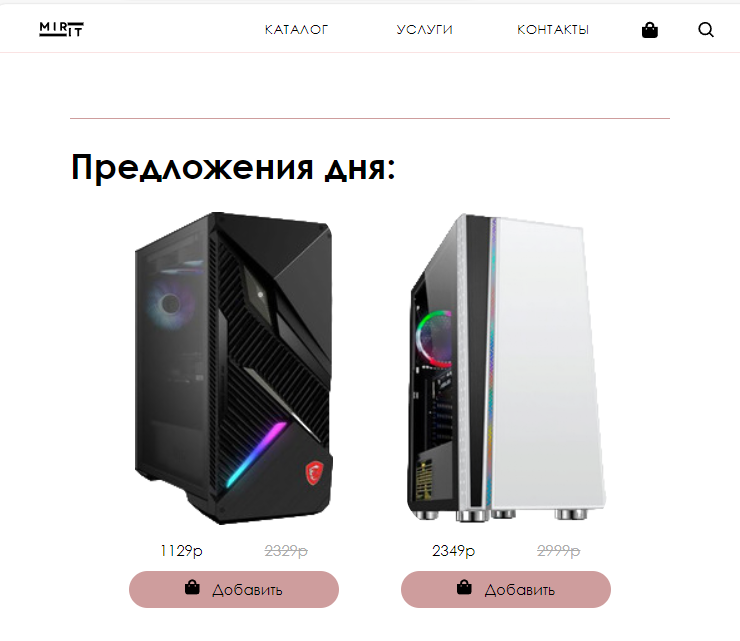 MIR IT КАТАЛОГ УСЛУГИ КОНТАКТЫ
Предложения дня:
1129р 2329р 2349р 2999р
Добавить Добавить